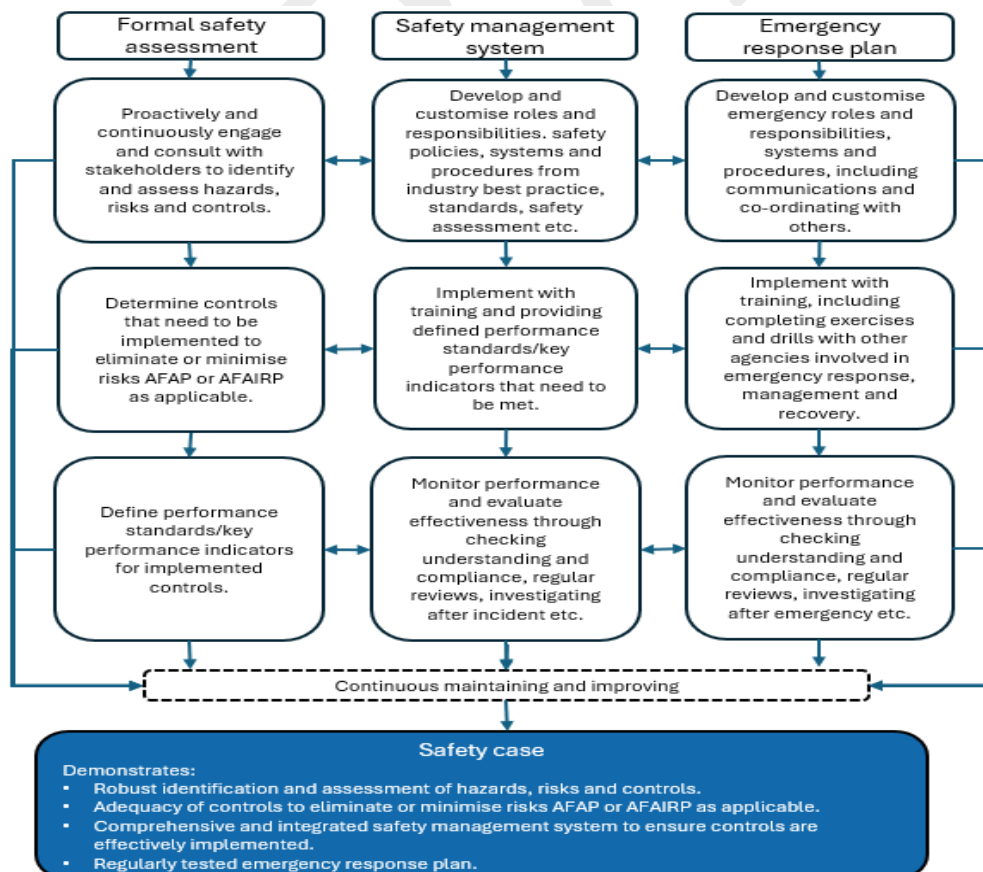 Formal safety
assessment
Safety management
system
Emergency
response plan
Proactively and
continuously engage
and consult with
stakeholders to identify
and assess hazards,
risks and controls.
Develop and
customise roles and
responsibilities. safety
policies, systems and
procedures from
industry best practice,
standards, safety
assessment etc.
Develop and customise
emergency roles and
responsibilities,
systems and
procedures, including
communications and
co-ordinating with
others.
Determine controls
that need to be
implemented to
eliminate or minimise
risks AFAP or AFAIRP
as applicable.
Implement with
training and providing
defined performance
standards/key
performance
indicators that need to
be met.
Implement with
training, including
completing exercises
and drills with other
agencies involved in
emergency response,
management and
recovery.
Define performance
standards/key
performance indicators
for implemented
controls.
Monitor performance
and evaluate
effectiveness through
checking
understanding and
compliance, regular
reviews, investigating
after incident etc.
Monitor performance
and evaluate
effectiveness through
checking
understanding and
compliance, regular
reviews, investigating
after emergency etc.
Continuous maintaining and improving
Safety case
Demonstrates:
▪ Robust identification and assessment of hazards, risks and controls.
▪ Adequacy of controls to eliminate or minimise risks AFAP or AFAIRP as applicable.
▪ Comprehensive and integrated safety management system to ensure controls are
effectively implemented.
▪ Regularly tested emergency response plan.